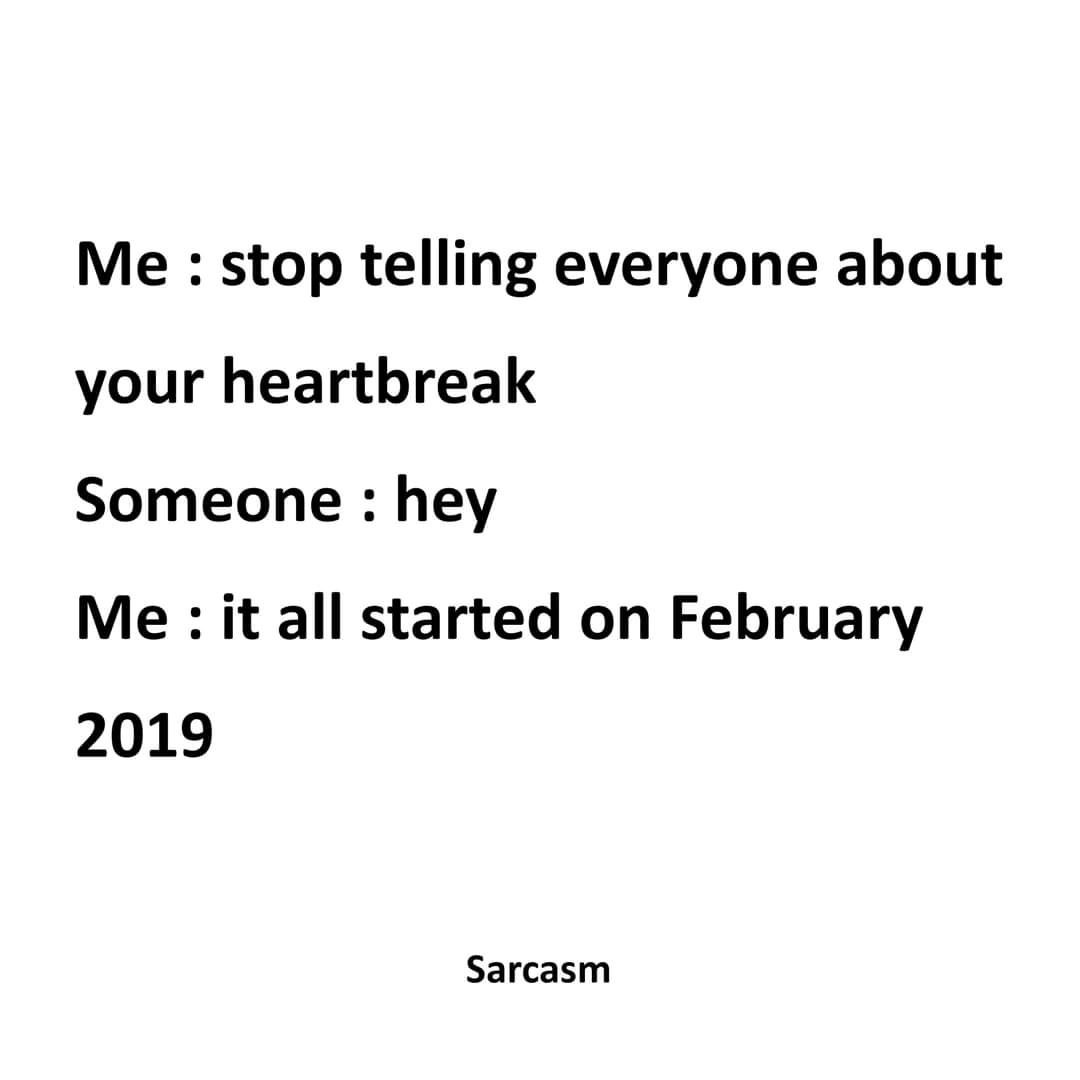 Me : stop telling everyone about
your heartbreak
Someone : hey
Me : it all started on February
2019
Sarcasm